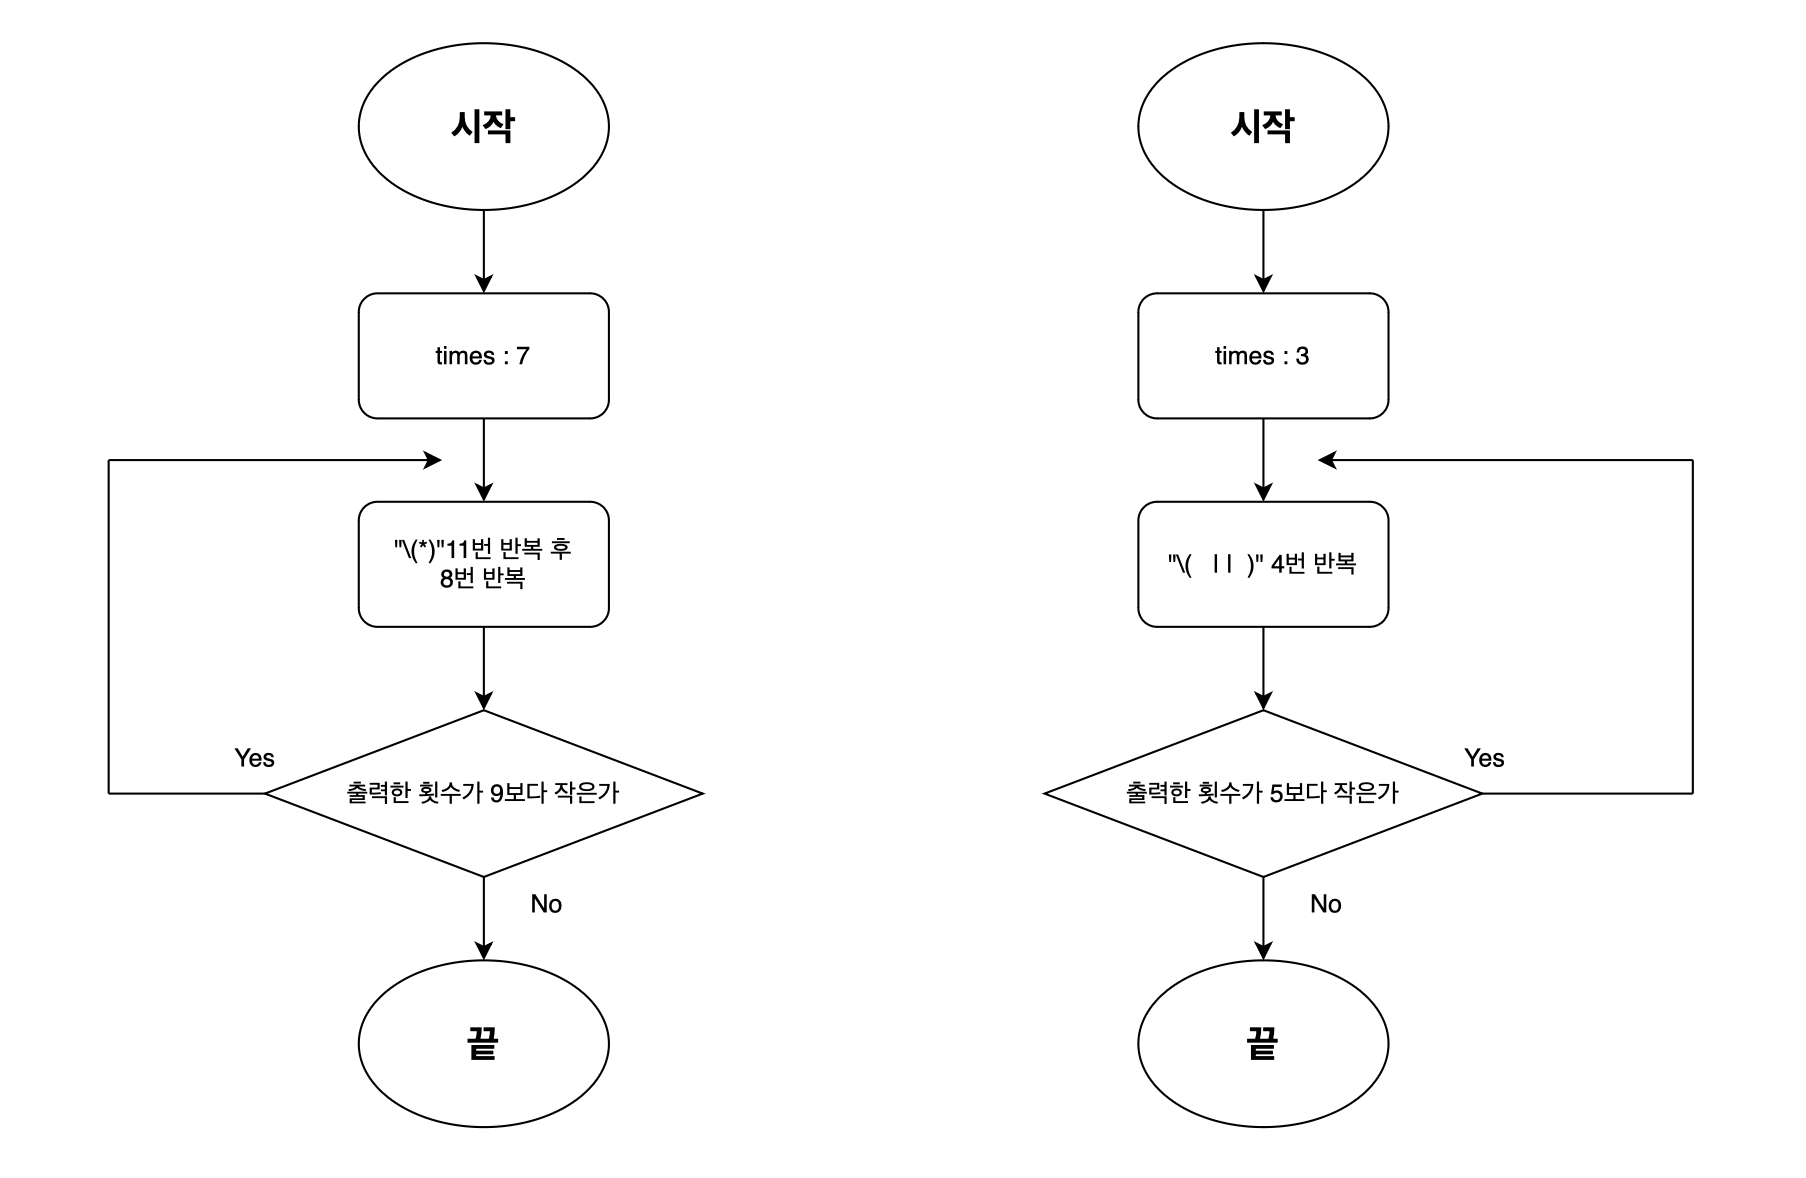 시작
times : 7
"\(*)"11번 반복 후
8번 반복
Yes
출력한 횟수가 9보다 작은가
No
끝
시작
times : 3
"\(   l l  )" 4번 반복
Yes
출력한 횟수가 5보다 작은가
No
끝